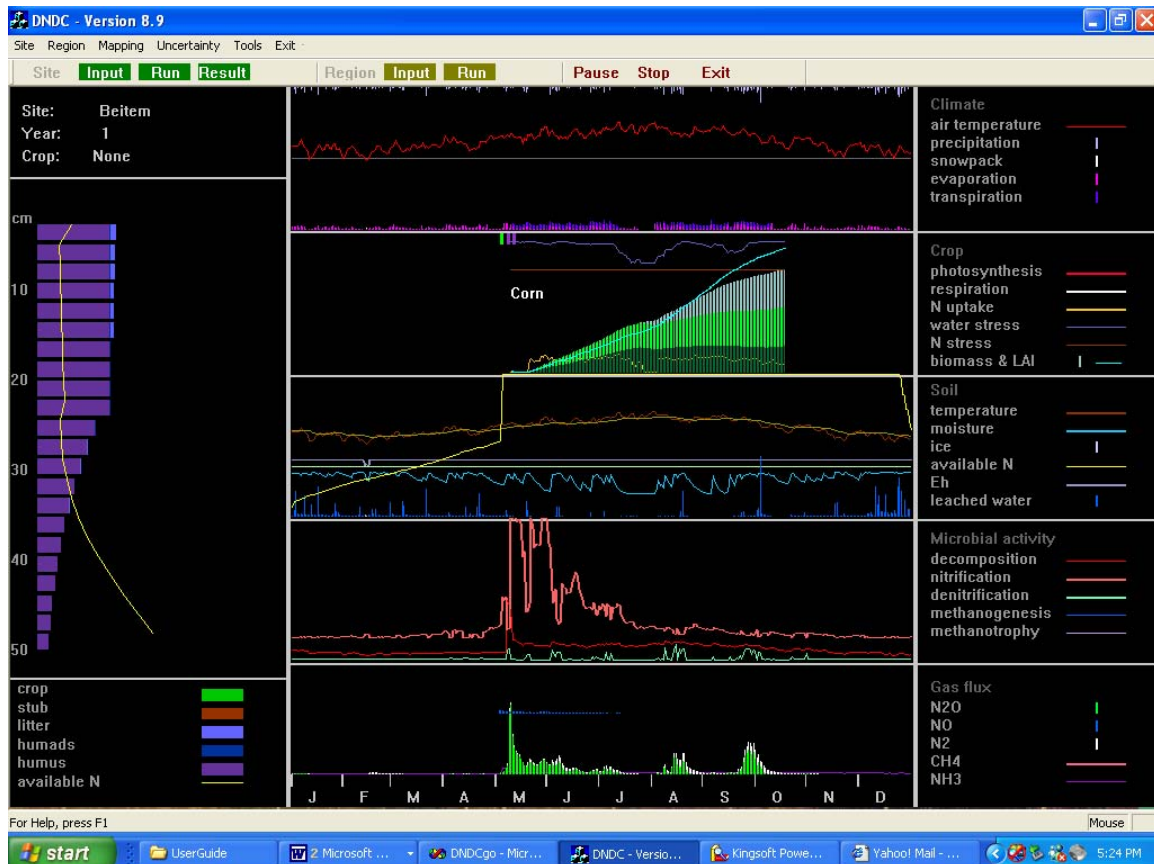 DNDC - Version 8.9
Site Region Mapping Uncertainty Tools Exit
Site Input Run Result Region Input Run Pause Stop Exit
Site: Beitem
Year: 1
Crop: None
cm
10
20
30
40
50
crop
stub
litter
humads
humus
available N
Corn
J F M A M J J A S O N D
Climate
air temperature
precipitation
snowpack
evaporation
transpiration
Crop
photosynthesis
respiration
N uptake
water stress
N stress
biomass & LAI
Soil
temperature
moisture
ice
available N
Eh
leached water
Microbial activity
decomposition
nitrification
denitrification
methanogenesis
methanotrophy
Gas flux
N2O
NO
N2
CH4
NH3
For Help, press F1
Mouse
start UserGuide 2 Microsoft ... DNDCgo - Micr... DNDC - Versio... Kingsoft Powe... Yahoo! Mail - ... 5:24 PM